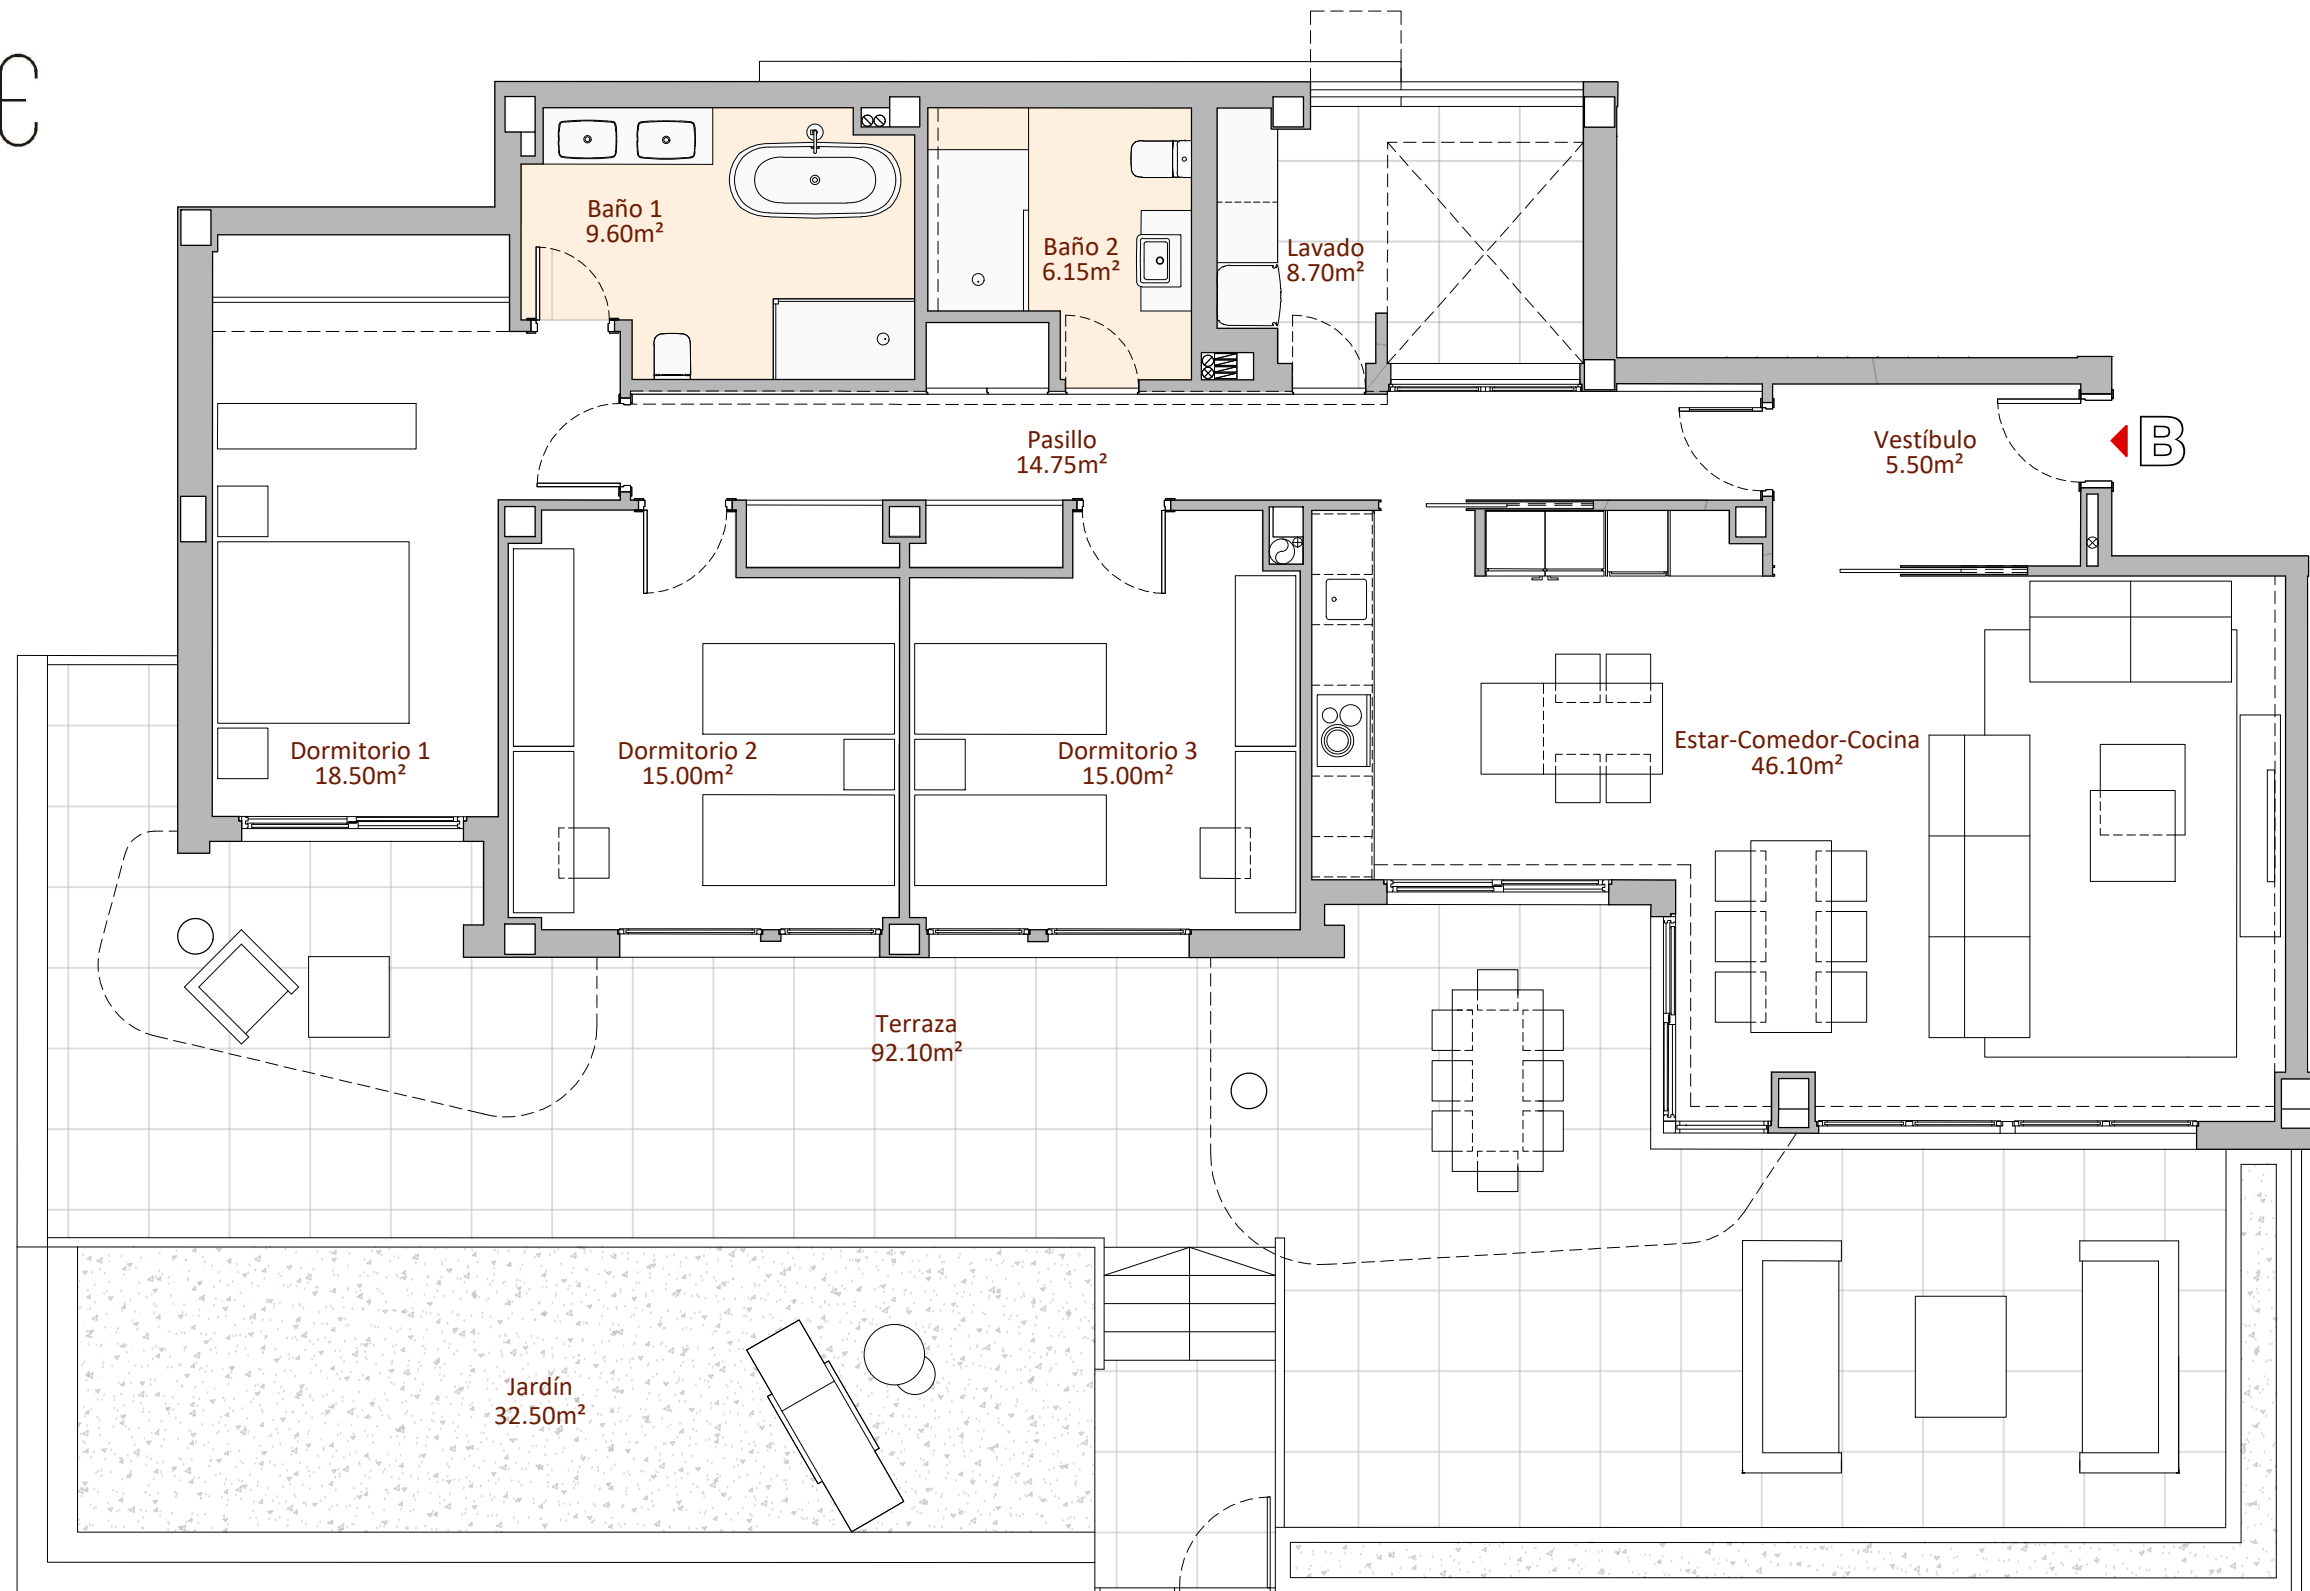 Baño 1
9.60m²
Baño 2
6.15m²
Lavado
8.70m²
Pasillo
14.75m²
Vestíbulo
5.50m²
B
Dormitorio 1
18.50m²
Dormitorio 2
15.00m²
Dormitorio 3
15.00m²
Estar-Comedor-Cocina
46.10m²
Terraza
92.10m²
Jardín
32.50m²